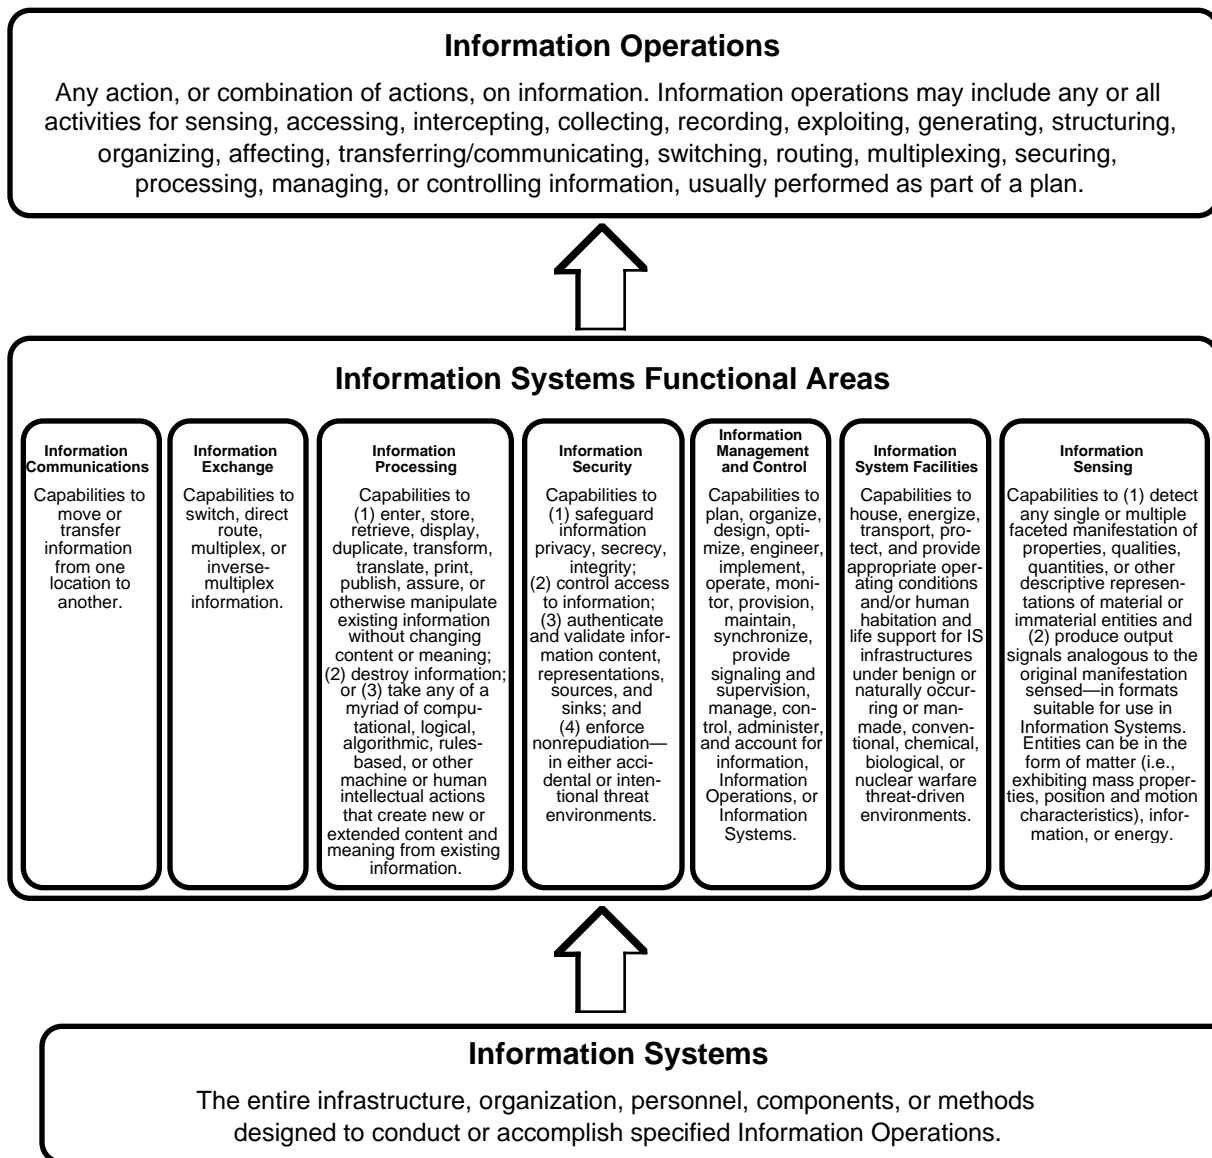 Information Operations
Any action, or combination of actions, on information. Information operations may include any or all
activities for sensing, accessing, intercepting, collecting, recording, exploiting, generating, structuring,
organizing, affecting, transferring/communicating, switching, routing, multiplexing, securing,
processing, managing, or controlling information, usually performed as part of a plan.
Information Systems Functional Areas
Information
Communications
Capabilities to
move or
transfer
information
from one
location to
another.
Information
Exchange
Capabilities to
switch, direct
route,
multiplex, or
inverse-
multiplex
information.
Information
Processing
Capabilities to
(1) enter, store,
retrieve, display,
duplicate, transform,
translate, print,
publish, assure, or
otherwise manipulate
existing information
without changing
content or meaning;
(2) destroy information;
or (3) take any of a
myriad of compu-
tational, logical,
algorithmic, rules-
based, or other
machine or human
intellectual actions
that create new or
extended content and
meaning from existing
information.
Information
Security
Capabilities to
(1) safeguard
information
privacy, secrecy,
integrity;
(2) control access
to information;
(3) authenticate
and validate infor-
mation content,
representations,
sources, and
sinks; and
(4) enforce
nonrepudiation—
in either acci-
dental or inten-
tional threat
environments.
Information
Management
and Control
Capabilities to
plan, organize,
design, opti-
mize, engineer,
implement,
operate, moni-
tor, provision,
maintain,
synchronize,
provide
signaling and
supervision,
manage, con-
trol, administer,
and account for
information,
Information
Operations, or
Information
Systems.
Information
System Facilities
Capabilities to
house, energize,
transport, pro-
tect, and provide
appropriate oper-
ating conditions
and/or human
habitation and
life support for IS
infrastructures
under benign or
naturally occur-
ring or man-
made, conven-
tional, chemical,
biological, or
nuclear warfare
threat-driven
environments.
Information
Sensing
Capabilities to (1) detect
any single or multiple
faceted manifestation of
properties, qualities,
quantities, or other
descriptive represen-
tations of material or
immaterial entities and
(2) produce output
signals analogous to the
original manifestation
sensed—in formats
suitable for use in
Information Systems.
Entities can be in the
form of matter (i.e.,
exhibiting mass proper-
ties, position and motion
characteristics), infor-
mation, or energy.
Information Systems
The entire infrastructure, organization, personnel, components, or methods
designed to conduct or accomplish specified Information Operations.